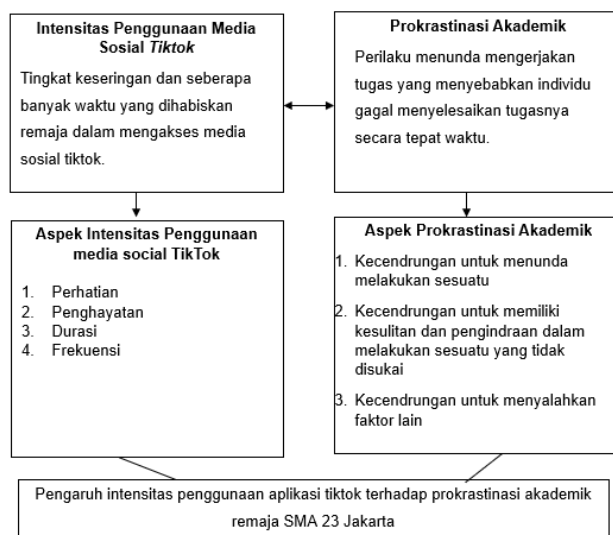 Intensitas Penggunaan Media
Sosial Tiktok
Tingkat keseringan dan seberapa
banyak waktu yang dihabiskan
remaja dalam mengakses media
sosial tiktok.
Prokrastinasi Akademik
Perilaku menunda mengerjakan
tugas yang menyebabkan individu
gagal menyelesaikan tugasnya
secara tepat waktu.
Aspek Intensitas Penggunaan
media social TikTok
1. Perhatian
2. Penghayatan
3. Durasi
4. Frekuensi
Aspek Prokrastinasi Akademik
1. Kecendrungan untuk menunda
melakukan sesuatu
2. Kecendrungan untuk memiliki
kesulitan dan pengindraan dalam
melakukan sesuatu yang tidak
disukai
3. Kecendrungan untuk menyalahkan
faktor lain
Pengaruh intensitas penggunaan aplikasi tiktok terhadap prokrastinasi akademik
remaja SMA 23 Jakarta